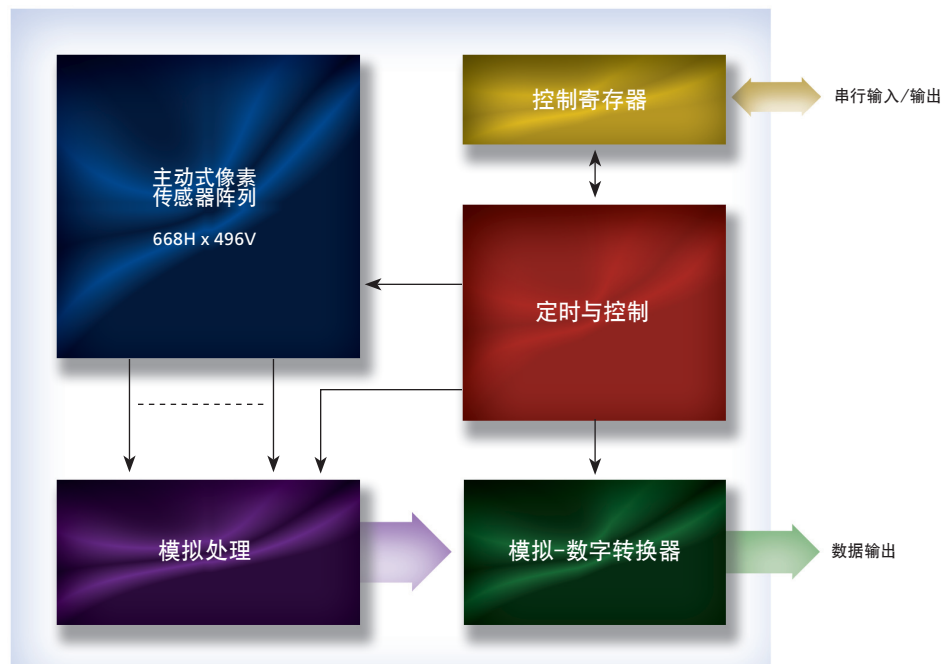 主动式像素
传感器阵列
668H x 496V
控制寄存器
串行输入/输出
定时与控制
模拟处理
模拟-数字转换器
数据输出